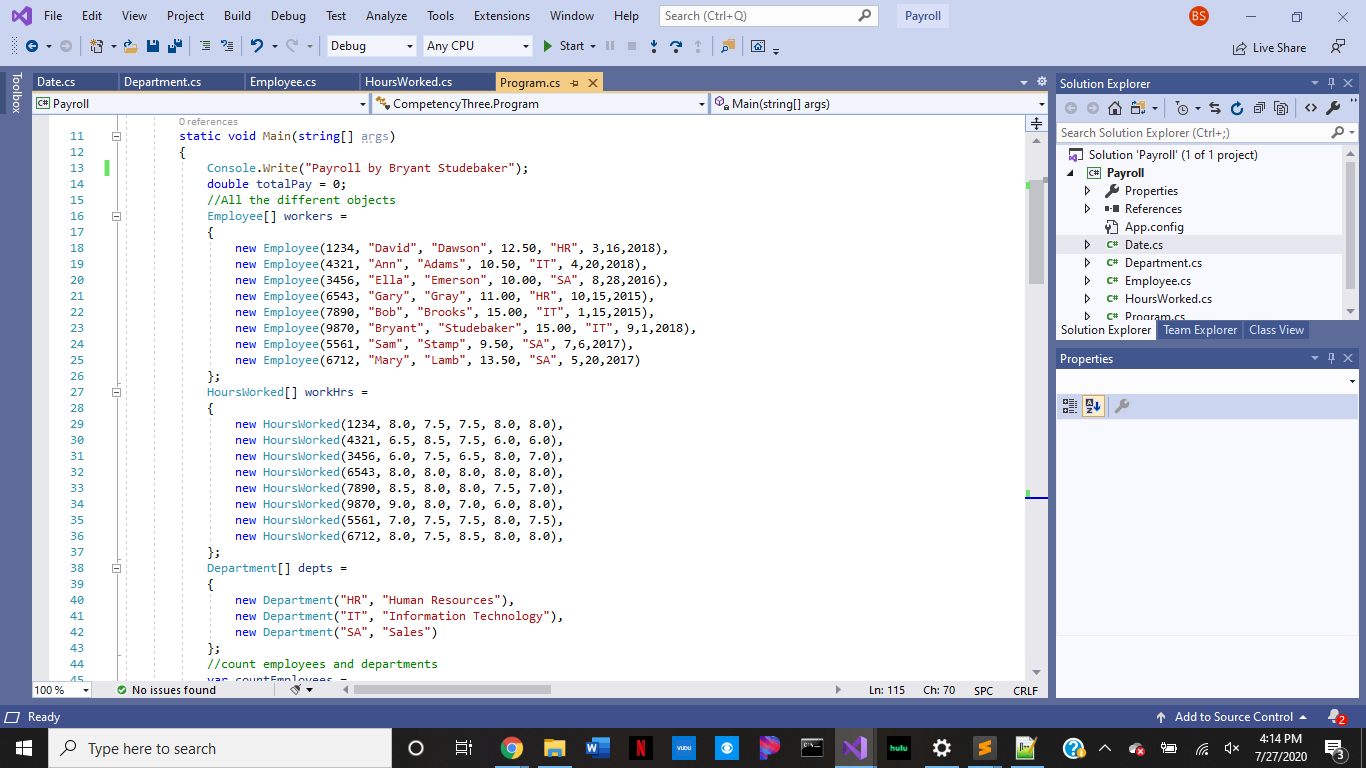 File Edit View Project Build Debug Test Analyze Tools Extensions Window Help Search (Ctrl+Q) Payroll BS
Debug Any CPU Start Live Share
Toolbox
Date.cs Department.cs Employee.cs HoursWorked.cs Program.cs
Payroll CompetencyThree.Program Main(string[] args)
0 references
11 static void Main(string[] args)
12 {
13 Console.Write("Payroll by Bryant Studebaker");
14 double totalPay = 0;
15 //All the different objects
16 Employee[] workers =
17 {
18 new Employee(1234, "David", "Dawson", 12.50, "HR", 3,16,2018),
19 new Employee(4321, "Ann", "Adams", 10.50, "IT", 4,20,2018),
20 new Employee(3456, "Ella", "Emerson", 10.00, "SA", 8,28,2016),
21 new Employee(6543, "Gary", "Gray", 11.00, "HR", 10,15,2015),
22 new Employee(7890, "Bob", "Brooks", 15.00, "IT", 1,15,2015),
23 new Employee(9870, "Bryant", "Studebaker", 15.00, "IT", 9,1,2018),
24 new Employee(5561, "Sam", "Stamp", 9.50, "SA", 7,6,2017),
25 new Employee(6712, "Mary", "Lamb", 13.50, "SA", 5,20,2017)
26 };
27 HoursWorked[] workHrs =
28 {
29 new HoursWorked(1234, 8.0, 7.5, 7.5, 8.0, 8.0),
30 new HoursWorked(4321, 6.5, 8.5, 7.5, 6.0, 6.0),
31 new HoursWorked(3456, 6.0, 7.5, 6.5, 8.0, 7.0),
32 new HoursWorked(6543, 8.0, 8.0, 8.0, 8.0, 8.0),
33 new HoursWorked(7890, 8.5, 8.0, 8.0, 7.5, 7.0),
34 new HoursWorked(9870, 9.0, 8.0, 7.0, 6.0, 8.0),
35 new HoursWorked(5561, 7.0, 7.5, 7.5, 8.0, 7.5),
36 new HoursWorked(6712, 8.0, 7.5, 8.5, 8.0, 8.0),
37 };
38 Department[] depts =
39 {
40 new Department("HR", "Human Resources"),
41 new Department("IT", "Information Technology"),
42 new Department("SA", "Sales")
43 };
44 //count employees and departments
45 var countEmployees =
100 % No issues found Ln: 115 Ch: 70 SPC CRLF
Solution Explorer
Search Solution Explorer (Ctrl+;)
Solution 'Payroll' (1 of 1 project)
C# Payroll
Properties
References
App.config
C# Date.cs
C# Department.cs
C# Employee.cs
C# HoursWorked.cs
C# Program.cs
Solution Explorer Team Explorer Class View
Properties
Ready Add to Source Control 2
Type here to search
VUDU
hulu
4:14 PM
7/27/2020
3